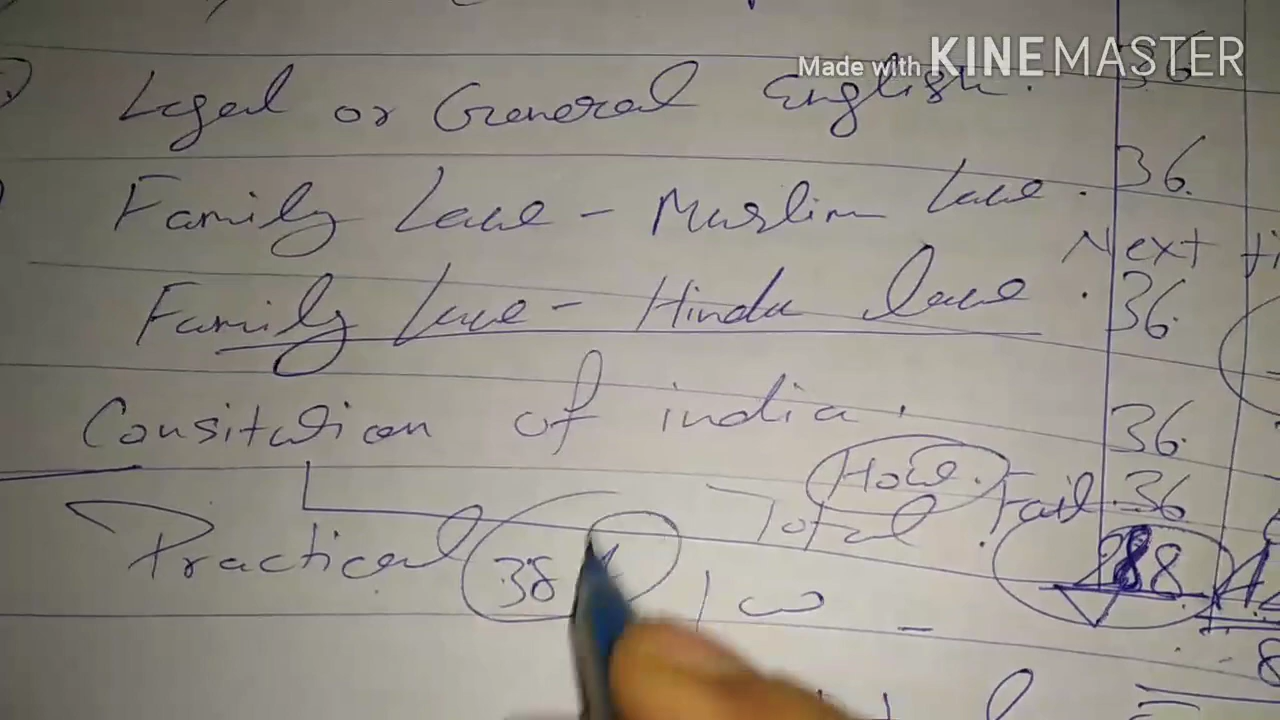 Made with KINEMASTER
Legal or General English. 36
Family Law - Muslim Law. 36.
Next
Family Law - Hindu Law. 36.
Consitution of india. 36.
How. Fail 36
Practical 38 Total. 288